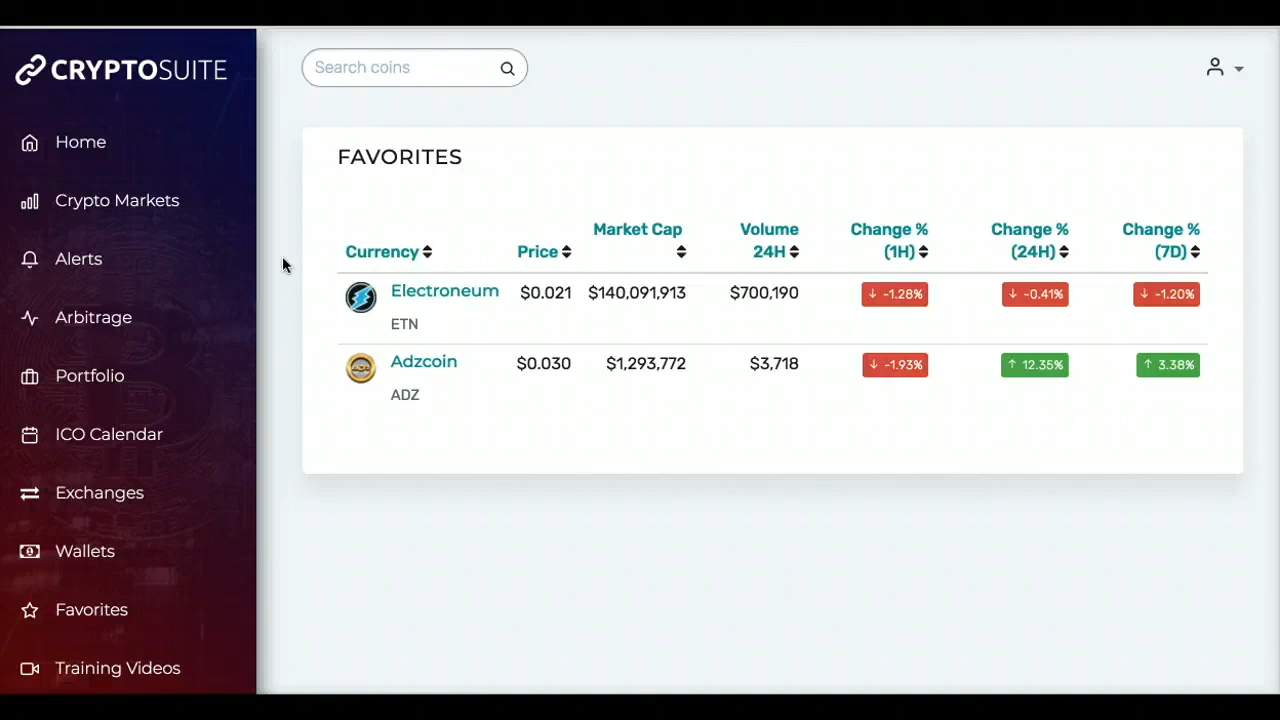 CRYPTOSUITE
Search coins
Home
Crypto Markets
Alerts
Arbitrage
Portfolio
ICO Calendar
Exchanges
Wallets
Favorites
Training Videos
FAVORITES
Currency Price Market Cap Volume 24H Change % (1H) Change % (24H) Change % (7D)
Electroneum $0.021 $140,091,913 $700,190 ↓ -1.28% ↓ -0.41% ↓ -1.20%
ETN
Adzcoin $0.030 $1,293,772 $3,718 ↓ -1.93% ↑ 12.35% ↑ 3.38%
ADZ